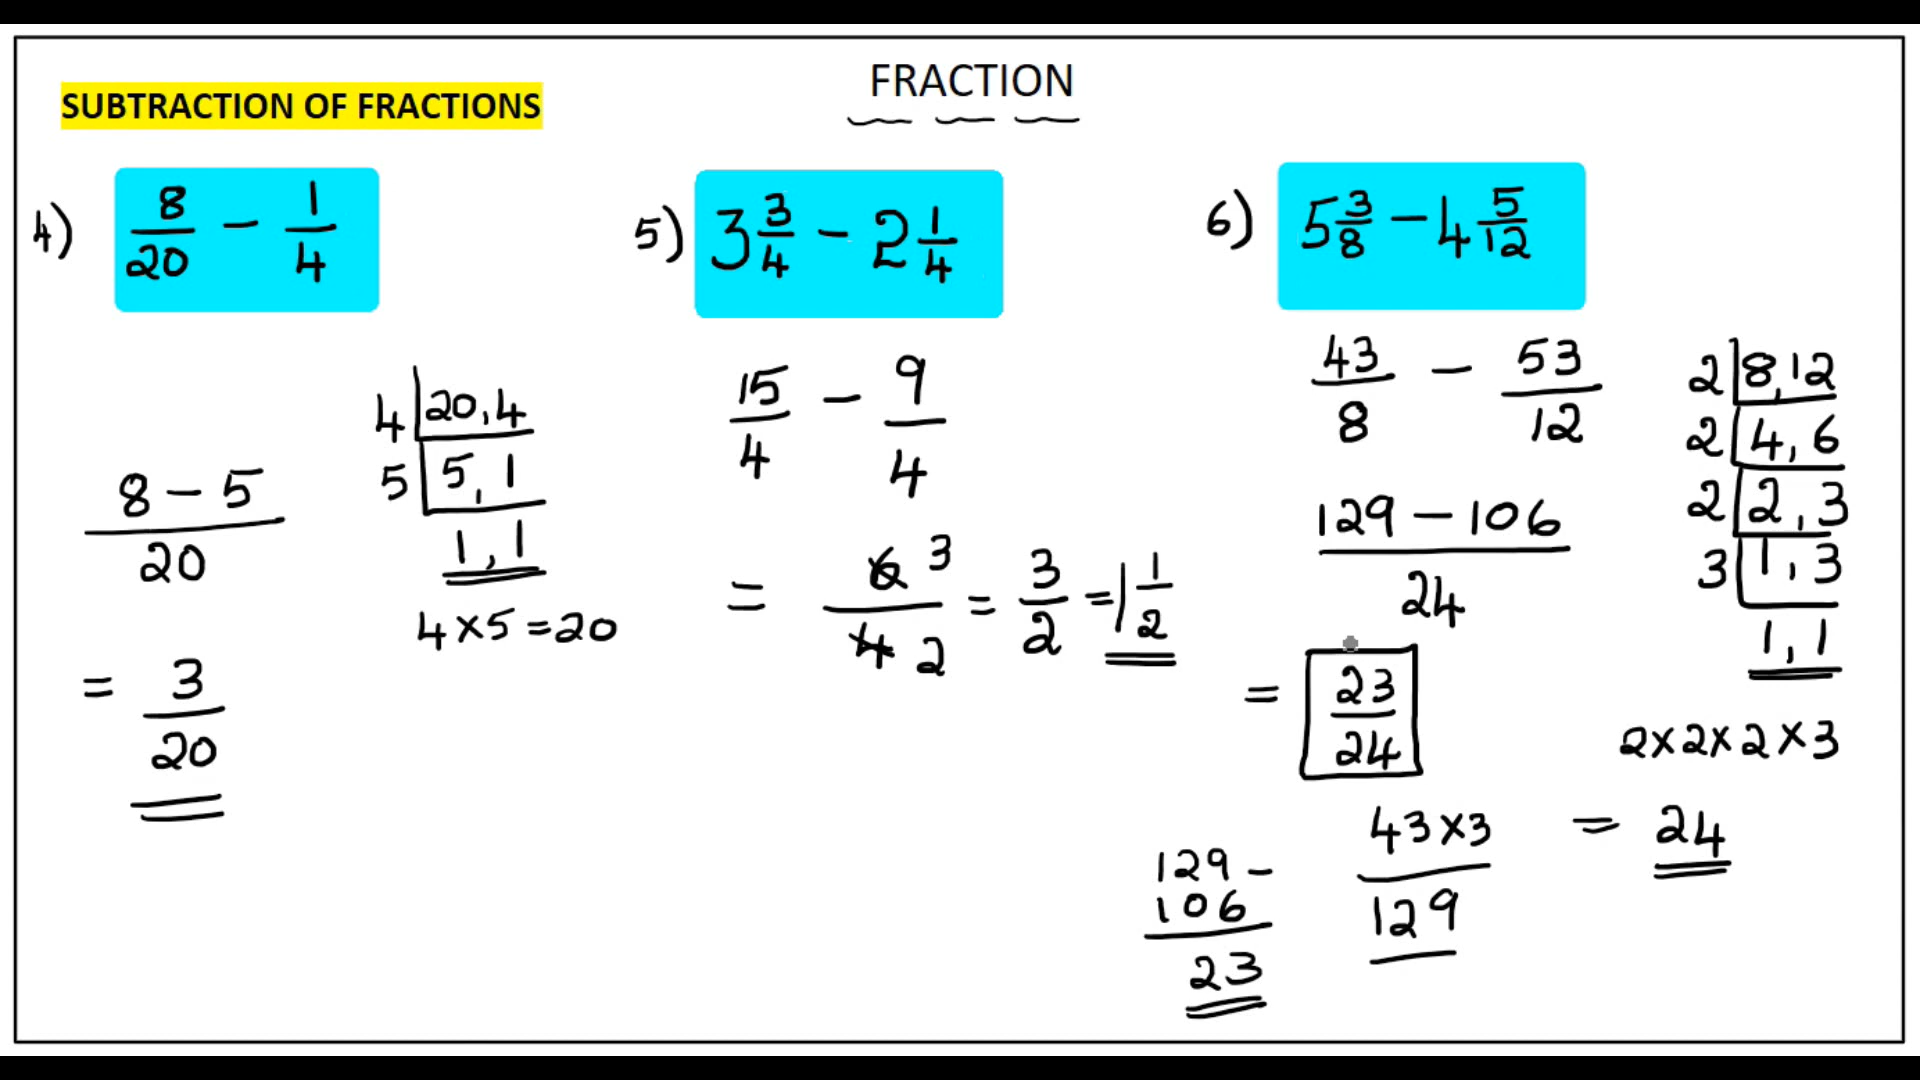 FRACTION
SUBTRACTION OF FRACTIONS
4) 8/20 − 1/4
4 | 20, 4
5 | 5, 1
1, 1
4 × 5 = 20
8 − 5
20
= 3/20
5) 3 3/4 − 2 1/4
15/4 − 9/4
= 6/4 3/2 = 3/2 = 1 1/2
6) 5 3/8 − 4 5/12
43/8 − 53/12
129 − 106
24
= 23/24
2 | 8, 12
2 | 4, 6
2 | 2, 3
3 | 1, 3
1, 1
2 × 2 × 2 × 3
= 24
43 × 3
129
129 −
106
23